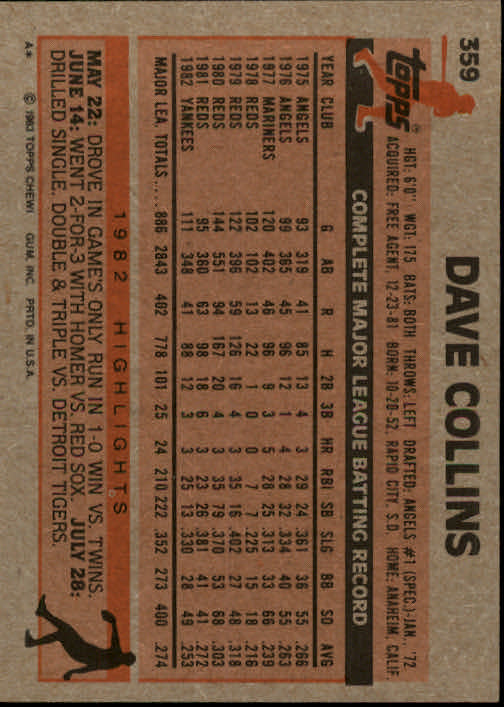 359
DAVE COLLINS
TOPPS®
HGT: 6'0" WGT: 175 BATS: BOTH THROWS: LEFT DRAFTED: ANGELS #1 (SPEC.)-JAN. '72
ACQUIRED: FREE AGENT, 12-23-81 BORN: 10-20-52, RAPID CITY, S.D. HOME: ANAHEIM, CALIF.
COMPLETE MAJOR LEAGUE BATTING RECORD
YEAR CLUB G AB R H 2B 3B HR RBI SB SLG BB SO AVG
1975 ANGELS 93 319 41 85 13 4 3 29 24 .361 36 55 .266
1976 ANGELS 99 365 45 96 12 1 4 28 32 .334 40 55 .263
1977 MARINERS 120 402 46 96 9 3 5 28 25 .313 33 66 .239
1978 REDS 102 102 13 22 1 0 0 7 7 .225 15 18 .216
1979 REDS 122 396 59 126 16 4 3 35 16 .402 27 48 .318
1980 REDS 144 551 94 167 20 4 3 35 79 .370 53 68 .303
1981 REDS 95 360 63 98 18 6 3 23 26 .381 41 41 .272
1982 YANKEES 111 348 41 88 12 3 3 25 13 .330 28 49 .253
MAJOR LEA. TOTALS .... 886 2843 402 778 101 25 24 210 222 .352 273 400 .274
1982 HIGHLIGHTS
MAY 22: DROVE IN GAME'S ONLY RUN IN 1-0 WIN VS. TWINS.
JUNE 14: WENT 2-FOR-3 WITH HOMER VS. RED SOX. JULY 28:
DRILLED SINGLE, DOUBLE & TRIPLE VS. DETROIT TIGERS.
A* © 1983 TOPPS CHEWI GUM, INC. PRTD. IN U.S.A.